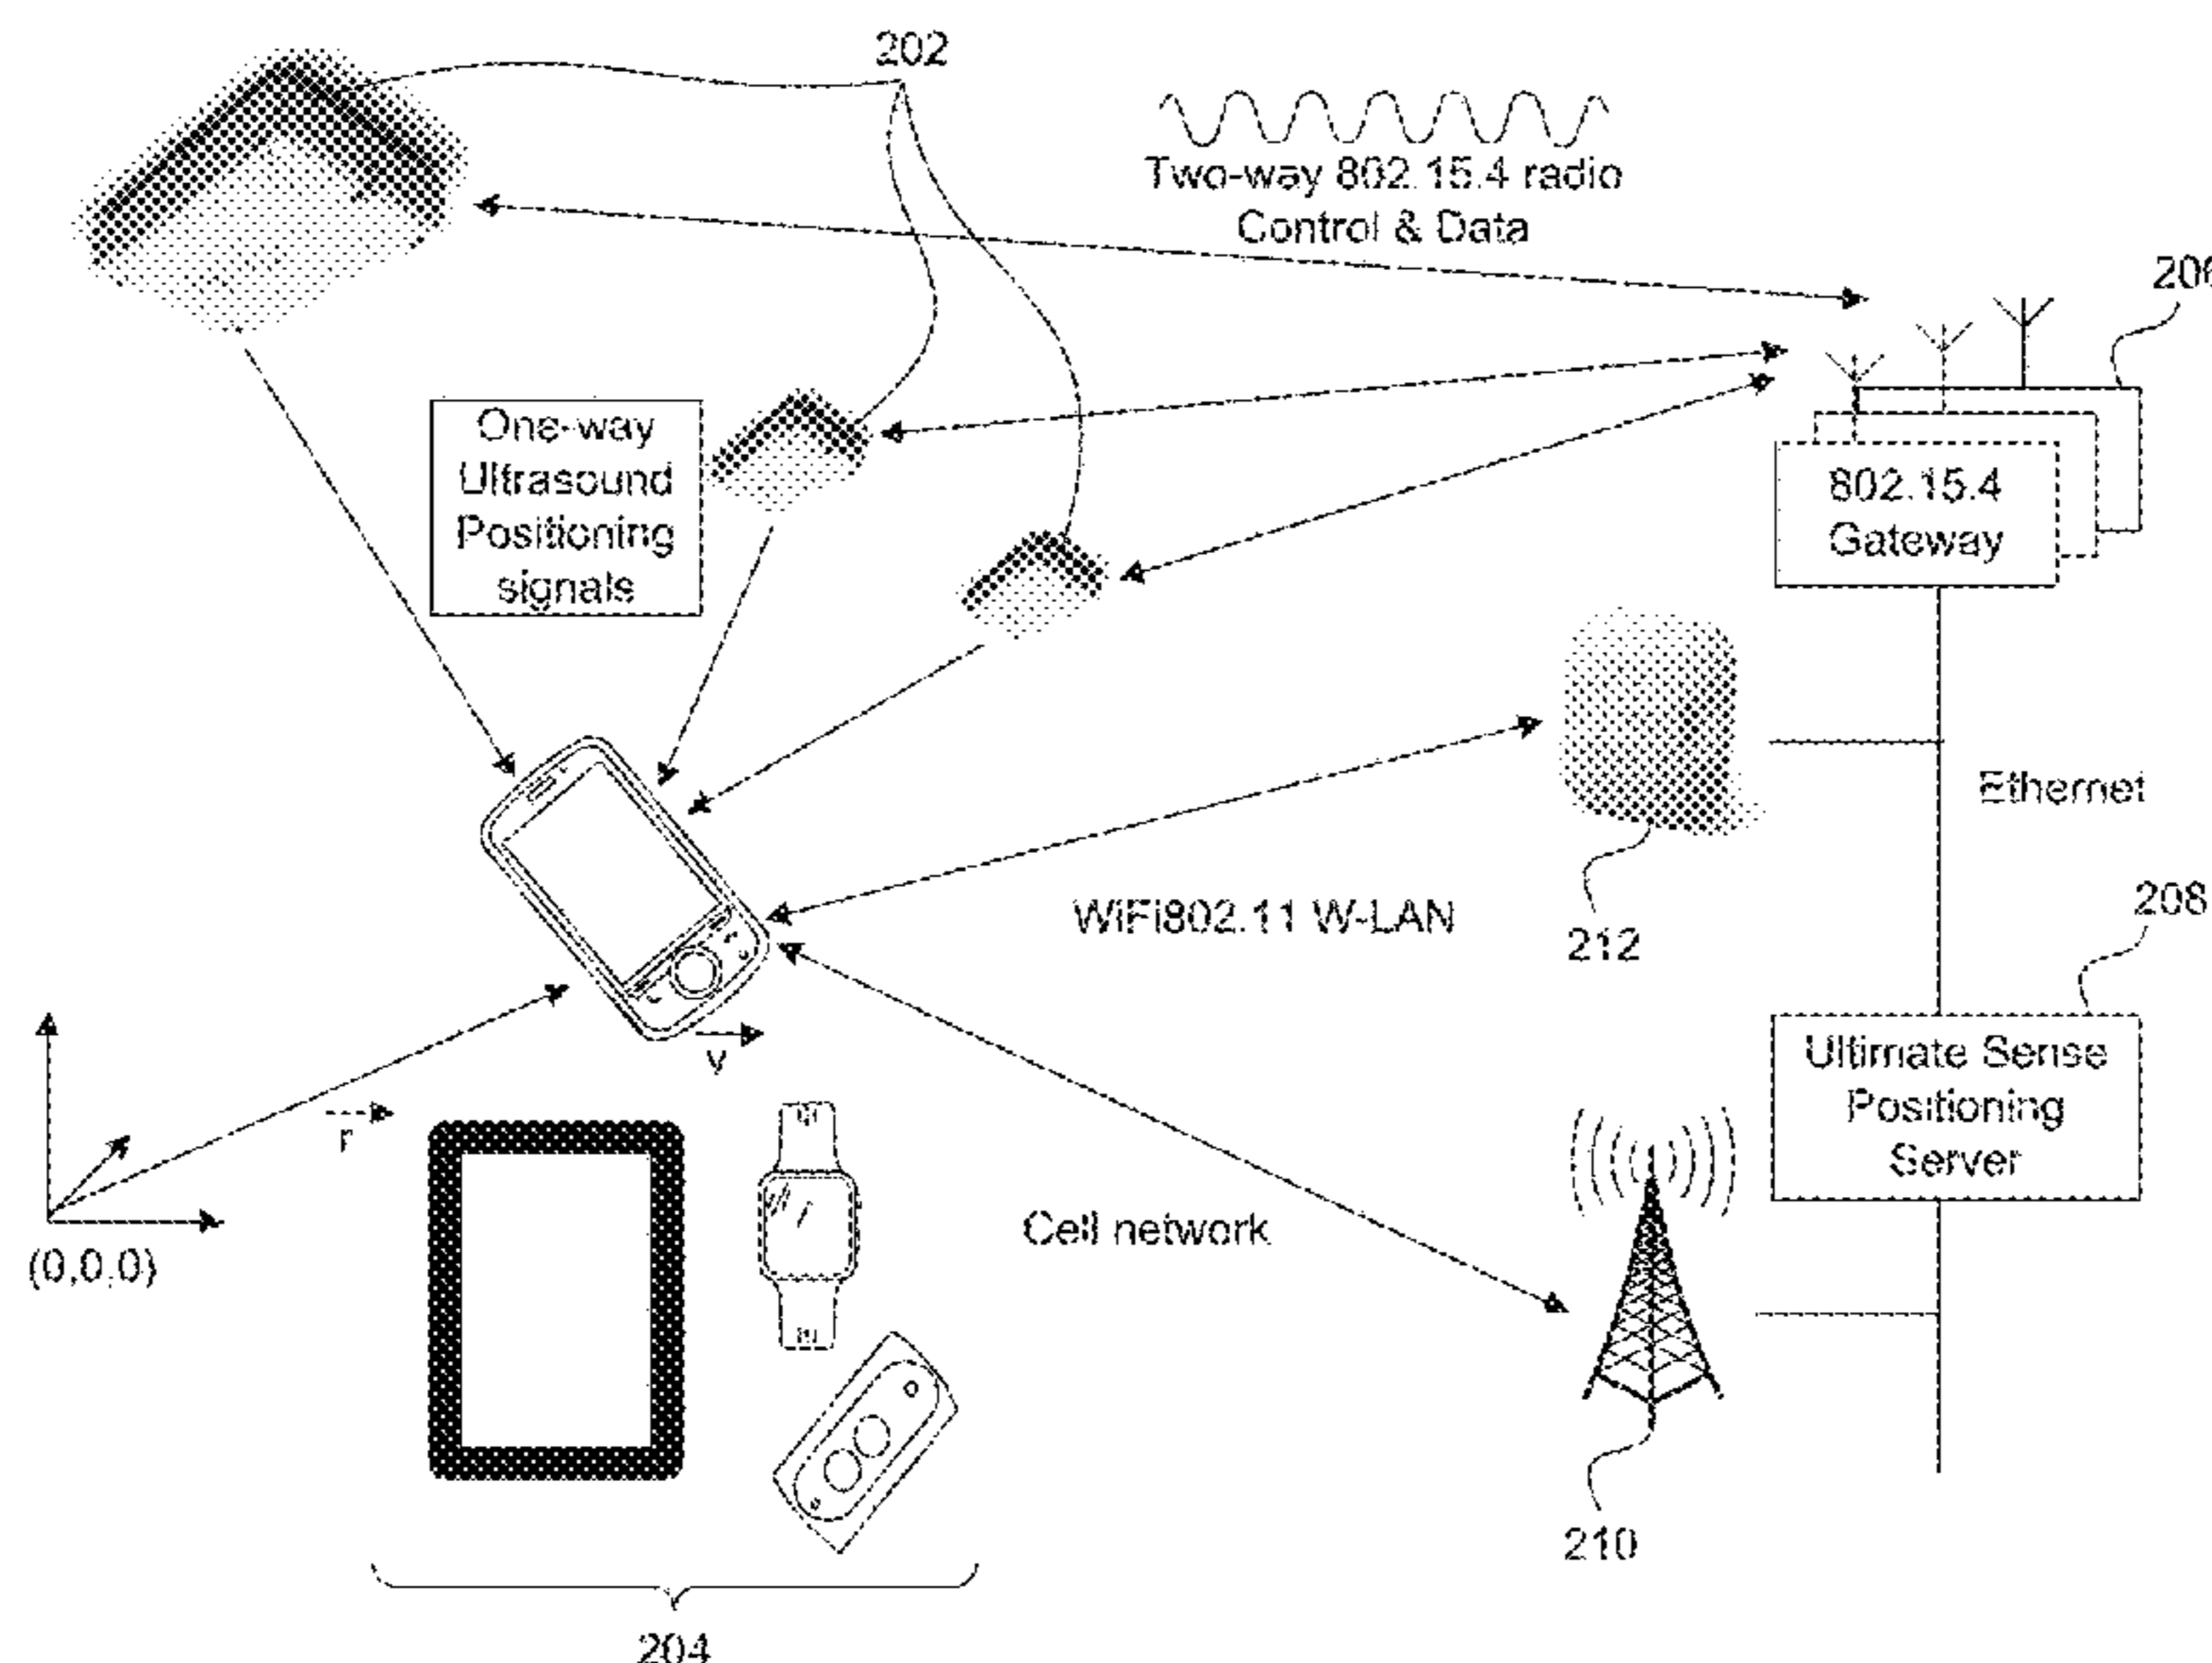 202
Two-way 802.15.4 radio
Control & Data
206
One-way
Ultrasound
Positioning
signals
802.15.4
Gateway
Ethernet
WiFi802.11 W-LAN
212
208
Ultimate Sense
Positioning
Server
v
r
(0,0,0)
Cell network
210
204